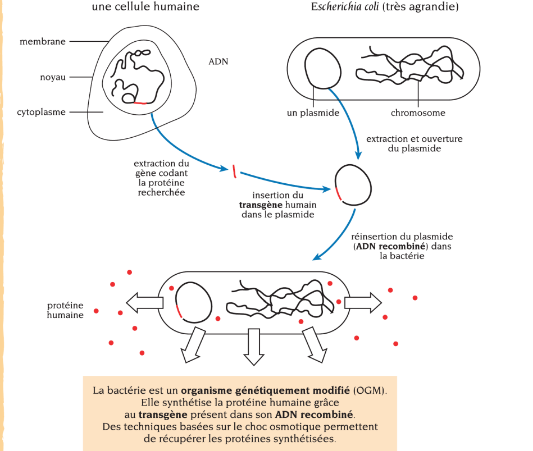 une cellule humaine
Escherichia coli (très agrandie)
membrane
noyau
cytoplasme
ADN
un plasmide
chromosome
extraction et ouverture
du plasmide
extraction du
gène codant
la protéine
recherchée
insertion du
transgène humain
dans le plasmide
réinsertion du plasmide
(ADN recombiné) dans
la bactérie
protéine
humaine
La bactérie est un organisme génétiquement modifié (OGM).
Elle synthétise la protéine humaine grâce
au transgène présent dans son ADN recombiné.
Des techniques basées sur le choc osmotique permettent
de récupérer les protéines synthétisées.